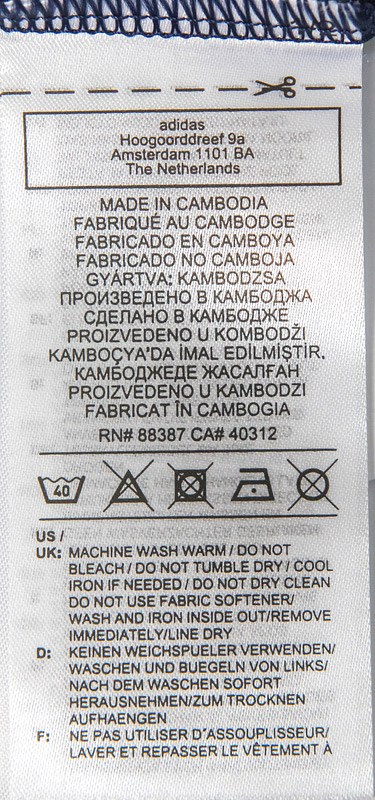 adidas
Hoogoorddreef 9a
Amsterdam 1101 BA
The Netherlands
MADE IN CAMBODIA
FABRIQUÉ AU CAMBODGE
FABRICADO EN CAMBOYA
FABRICADO NO CAMBOJA
GYÁRTVA: KAMBODZSA
ПРОИЗВЕДЕНО В КАМБОДЖА
СДЕЛАНО В КАМБОДЖЕ
PROIZVEDENO U KOMBODŽI
KAMBOÇYA'DA İMAL EDİLMİŞTİR.
КАМБОДЖЕДЕ ЖАСАЛҒАН
PROIZVEDENO U KAMBODZI
FABRICAT ÎN CAMBOGIA
RN# 88387 CA# 40312
40
US /
UK: MACHINE WASH WARM / DO NOT
BLEACH / DO NOT TUMBLE DRY / COOL
IRON IF NEEDED / DO NOT DRY CLEAN
DO NOT USE FABRIC SOFTENER/
WASH AND IRON INSIDE OUT/REMOVE
IMMEDIATELY/LINE DRY
D: KEINEN WEICHSPUELER VERWENDEN/
WASCHEN UND BUEGELN VON LINKS/
NACH DEM WASCHEN SOFORT
HERAUSNEHMEN/ZUM TROCKNEN
AUFHAENGEN
F: NE PAS UTILISER D'ASSOUPLISSEUR/
LAVER ET REPASSER LE VÊTEMENT À